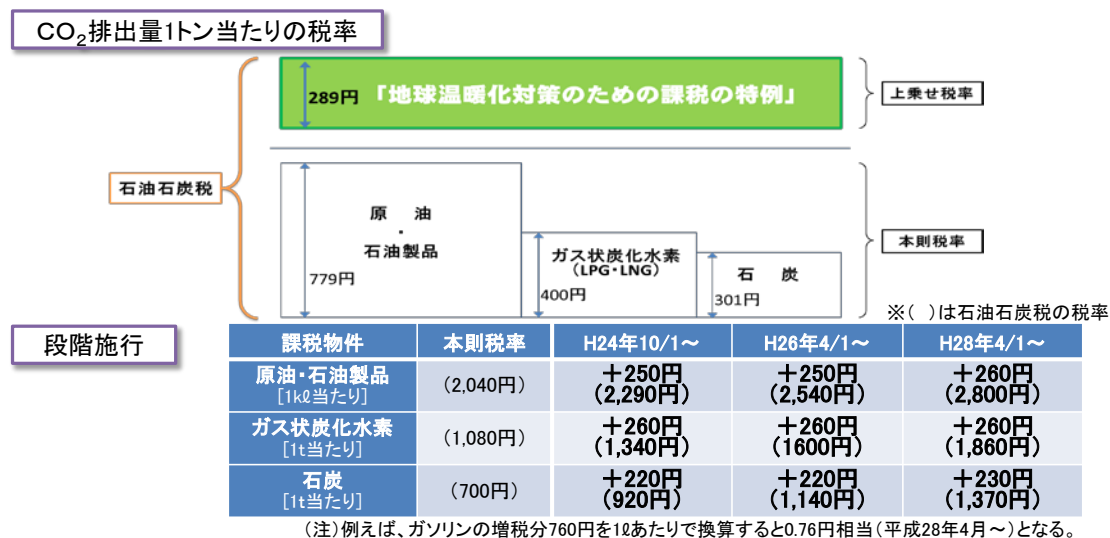 CO₂排出量1トン当たりの税率
289円 「地球温暖化対策のための課税の特例」
上乗せ税率
石油石炭税
原 油
・
石油製品
779円
ガス状炭化水素
(LPG・LNG)
400円
石 炭
301円
本則税率
※( )は石油石炭税の税率
段階施行
課税物件 本則税率 H24年10/1～ H26年4/1～ H28年4/1～
原油・石油製品 +250円 +250円 +260円
[1kℓ当たり] (2,040円) (2,290円) (2,540円) (2,800円)
ガス状炭化水素 +260円 +260円 +260円
[1t当たり] (1,080円) (1,340円) (1600円) (1,860円)
石炭 +220円 +220円 +230円
[1t当たり] (700円) (920円) (1,140円) (1,370円)
(注)例えば、ガソリンの増税分760円を1ℓあたりで換算すると0.76円相当(平成28年4月～)となる。